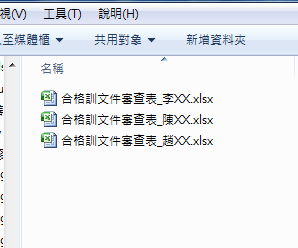 視(V) 工具(T) 說明(H)
至媒體櫃 共用對象 新增資料夾
名稱
合格訓文件審查表_李XX.xlsx
合格訓文件審查表_陳XX.xlsx
合格訓文件審查表_趙XX.xlsx